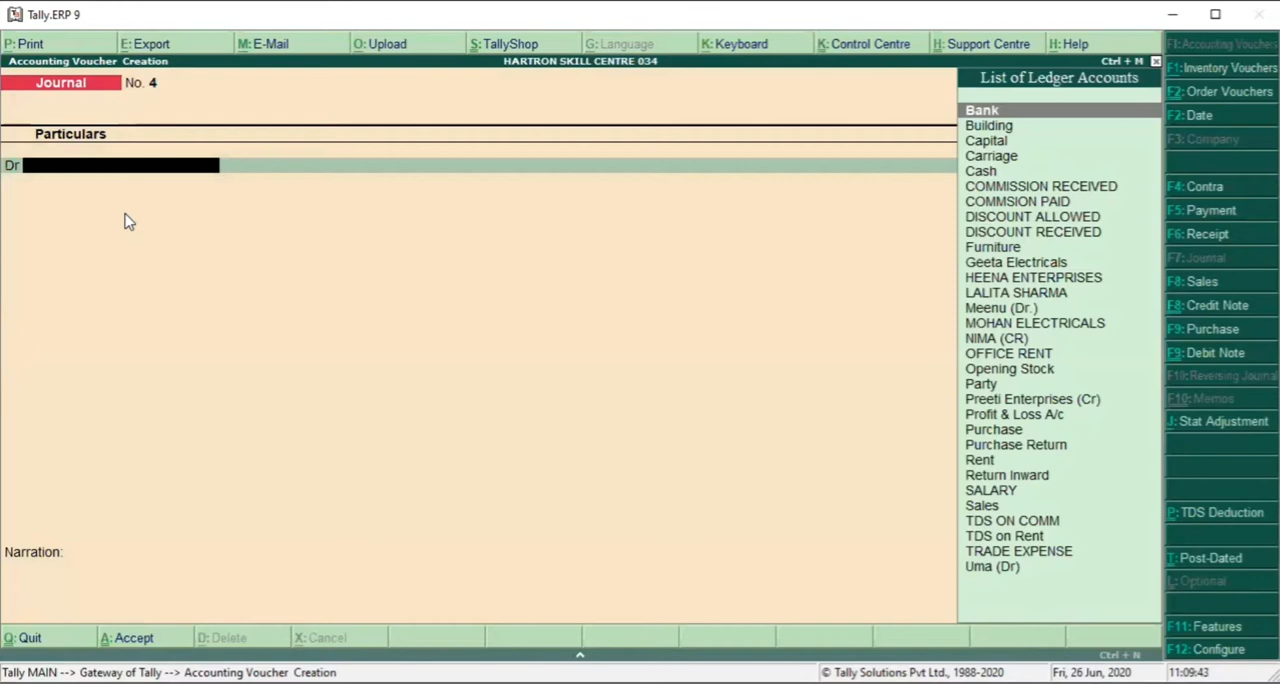 Tally.ERP 9
P: Print E: Export M: E-Mail O: Upload S: TallyShop G: Language K: Keyboard K: Control Centre H: Support Centre H: Help
Accounting Voucher Creation HARTRON SKILL CENTRE 034 Ctrl + M
Journal No. 4
Particulars
Dr
Narration:
List of Ledger Accounts
Bank
Building
Capital
Carriage
Cash
COMMISSION RECEIVED
COMMSION PAID
DISCOUNT ALLOWED
DISCOUNT RECEIVED
Furniture
Geeta Electricals
HEENA ENTERPRISES
LALITA SHARMA
Meenu (Dr.)
MOHAN ELECTRICALS
NIMA (CR)
OFFICE RENT
Opening Stock
Party
Preeti Enterprises (Cr)
Profit & Loss A/c
Purchase
Purchase Return
Rent
Return Inward
SALARY
Sales
TDS ON COMM
TDS on Rent
TRADE EXPENSE
Uma (Dr)
F1: Accounting Vouchers
F1: Inventory Vouchers
F2: Order Vouchers
F2: Date
F3: Company
F4: Contra
F5: Payment
F6: Receipt
F7: Journal
F8: Sales
F8: Credit Note
F9: Purchase
F9: Debit Note
F10: Reversing Journal
F10: Memos
J: Stat Adjustment
P: TDS Deduction
T: Post-Dated
L: Optional
F11: Features
F12: Configure
Q: Quit A: Accept D: Delete X: Cancel
Ctrl + N
Tally MAIN --> Gateway of Tally --> Accounting Voucher Creation © Tally Solutions Pvt Ltd., 1988-2020 Fri, 26 Jun, 2020 11:09:43